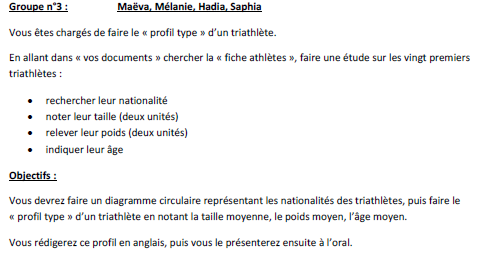 Groupe n°3 : Maëva, Mélanie, Hadia, Saphia
Vous êtes chargés de faire le « profil type » d'un triathlète.
En allant dans « vos documents » chercher la « fiche athlètes », faire une étude sur les vingt premiers
triathlètes :
• rechercher leur nationalité
• noter leur taille (deux unités)
• relever leur poids (deux unités)
• indiquer leur âge
Objectifs :
Vous devrez faire un diagramme circulaire représentant les nationalités des triathlètes, puis faire le
« profil type » d'un triathlète en notant la taille moyenne, le poids moyen, l'âge moyen.
Vous rédigerez ce profil en anglais, puis vous le présenterez ensuite à l'oral.